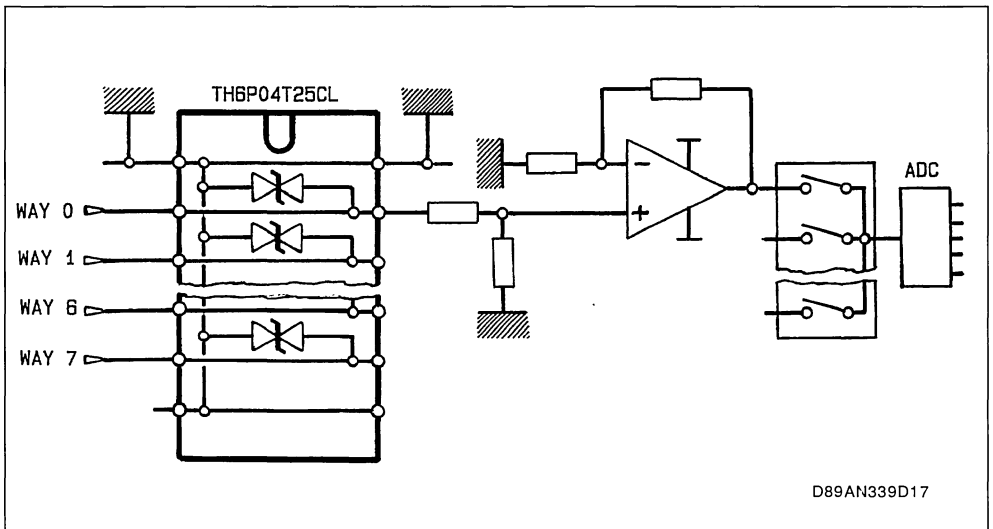 TH6P04T25CL
ADC
WAY 0
WAY 1
WAY 6
WAY 7
−
+
D89AN339D17